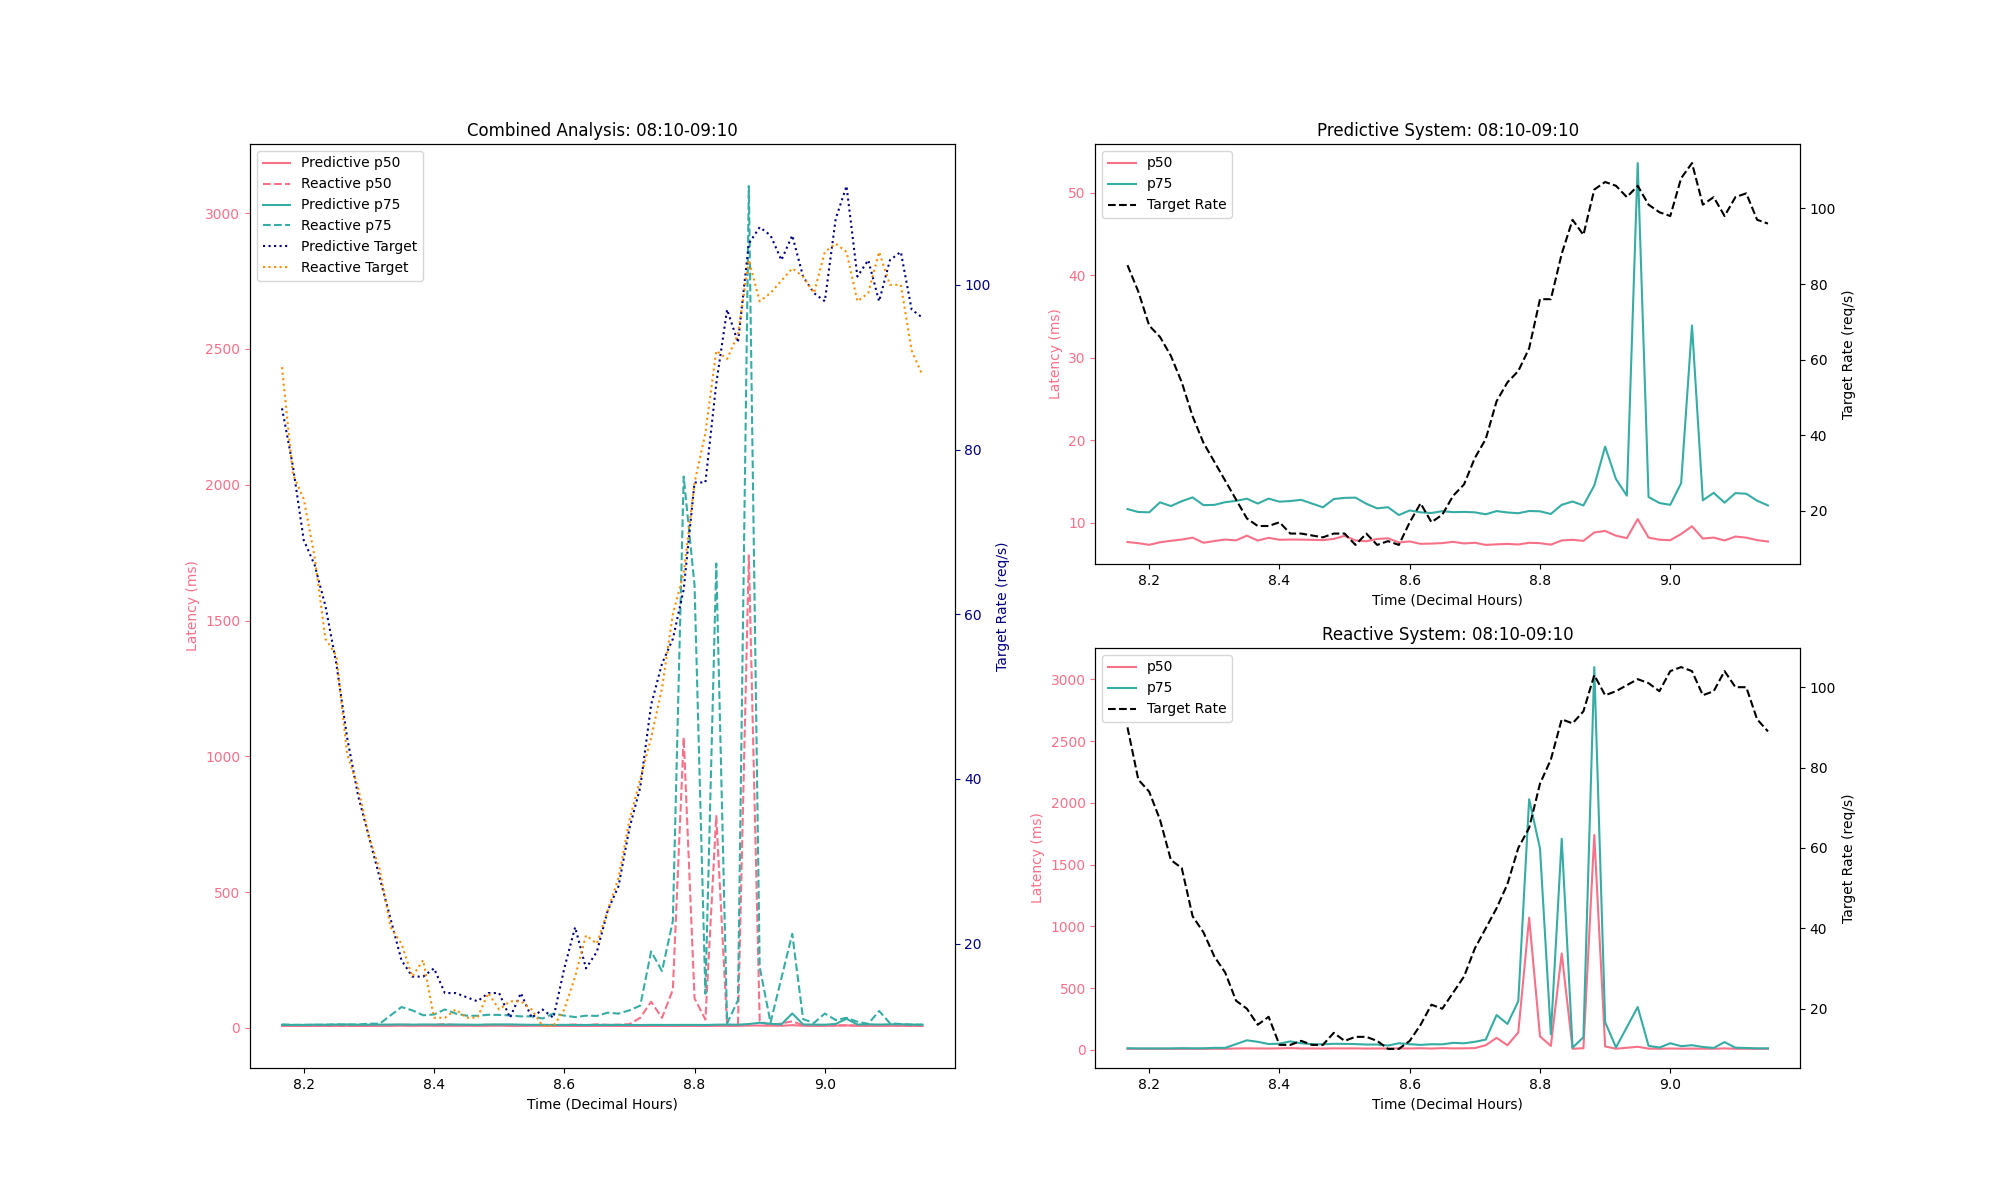 Combined Analysis: 08:10-09:10
Predictive p50
Reactive p50
Predictive p75
Reactive p75
Predictive Target
Reactive Target
3000
2500
2000
1500
1000
500
0
Latency (ms)
100
80
60
40
20
Target Rate (req/s)
8.2 8.4 8.6 8.8 9.0
Time (Decimal Hours)
Predictive System: 08:10-09:10
p50
p75
Target Rate
50
40
30
20
10
Latency (ms)
100
80
60
40
20
Target Rate (req/s)
8.2 8.4 8.6 8.8 9.0
Time (Decimal Hours)
Reactive System: 08:10-09:10
p50
p75
Target Rate
3000
2500
2000
1500
1000
500
0
Latency (ms)
100
80
60
40
20
Target Rate (req/s)
8.2 8.4 8.6 8.8 9.0
Time (Decimal Hours)